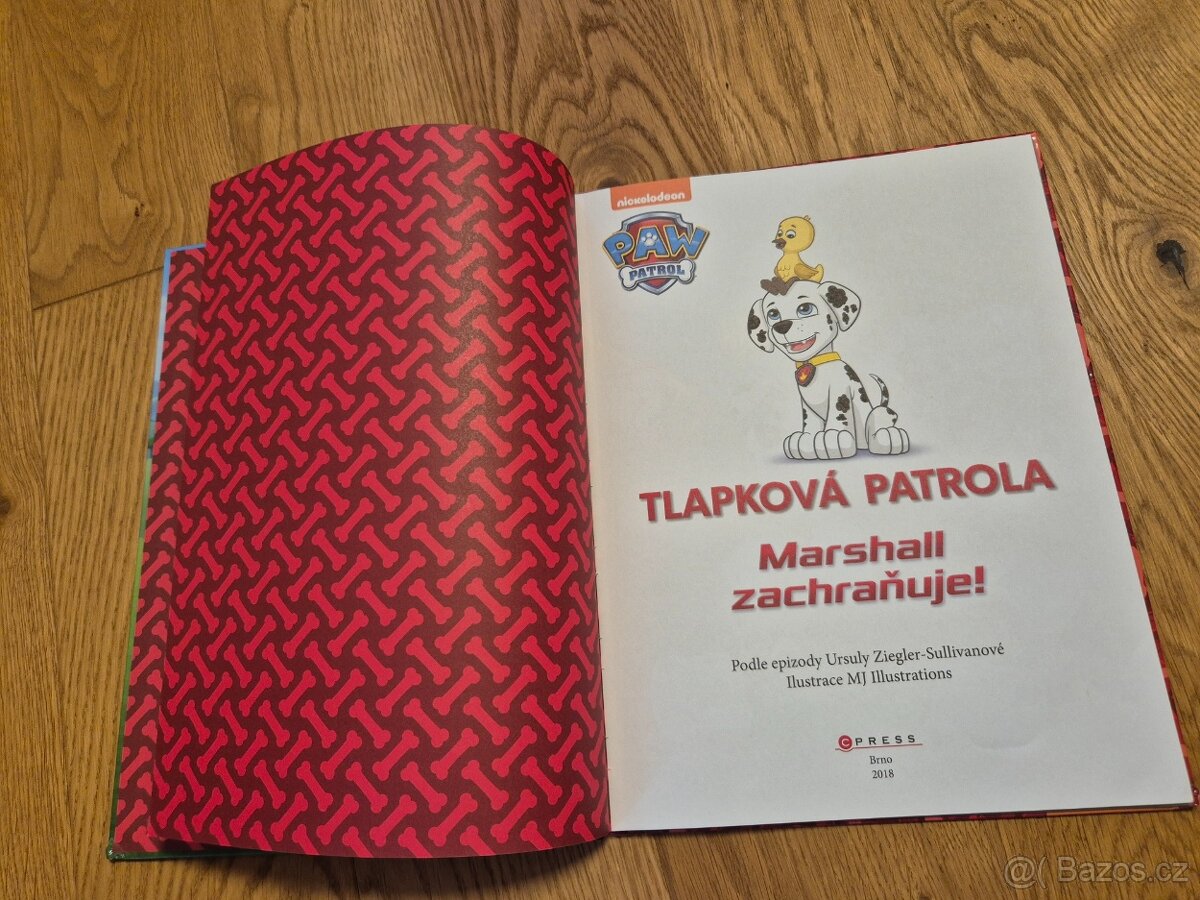 nickelodeon
PAW
PATROL
TLAPKOVÁ PATROLA
Marshall
zachraňuje!
Podle epizody Ursuly Ziegler-Sullivanové
Ilustrace MJ Illustrations
CPRESS
Brno
2018
@( Bazos.cz